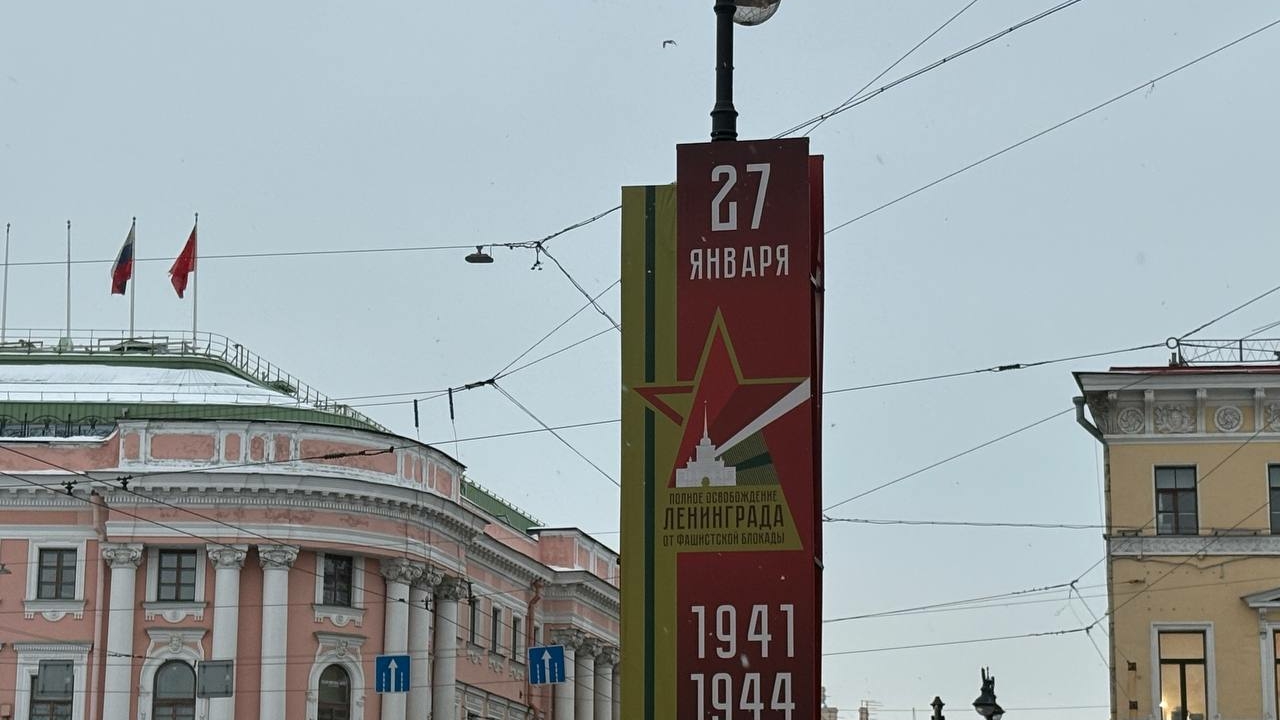 27
ЯНВАРЯ
ПОЛНОЕ ОСВОБОЖДЕНИЕ
ЛЕНИНГРАДА
ОТ ФАШИСТСКОЙ БЛОКАДЫ
1941
1944